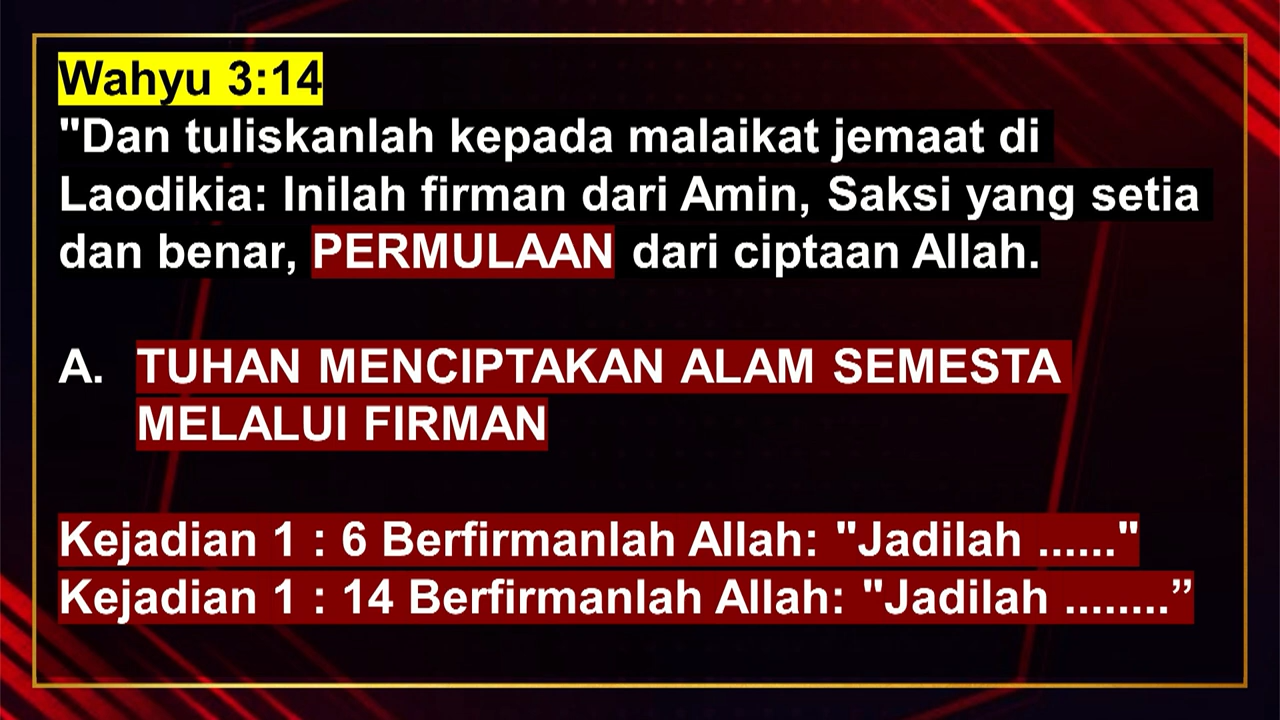 Wahyu 3:14
"Dan tuliskanlah kepada malaikat jemaat di
Laodikia: Inilah firman dari Amin, Saksi yang setia
dan benar, PERMULAAN dari ciptaan Allah.
A. TUHAN MENCIPTAKAN ALAM SEMESTA
MELALUI FIRMAN
Kejadian 1 : 6 Berfirmanlah Allah: "Jadilah ......"
Kejadian 1 : 14 Berfirmanlah Allah: "Jadilah ........”